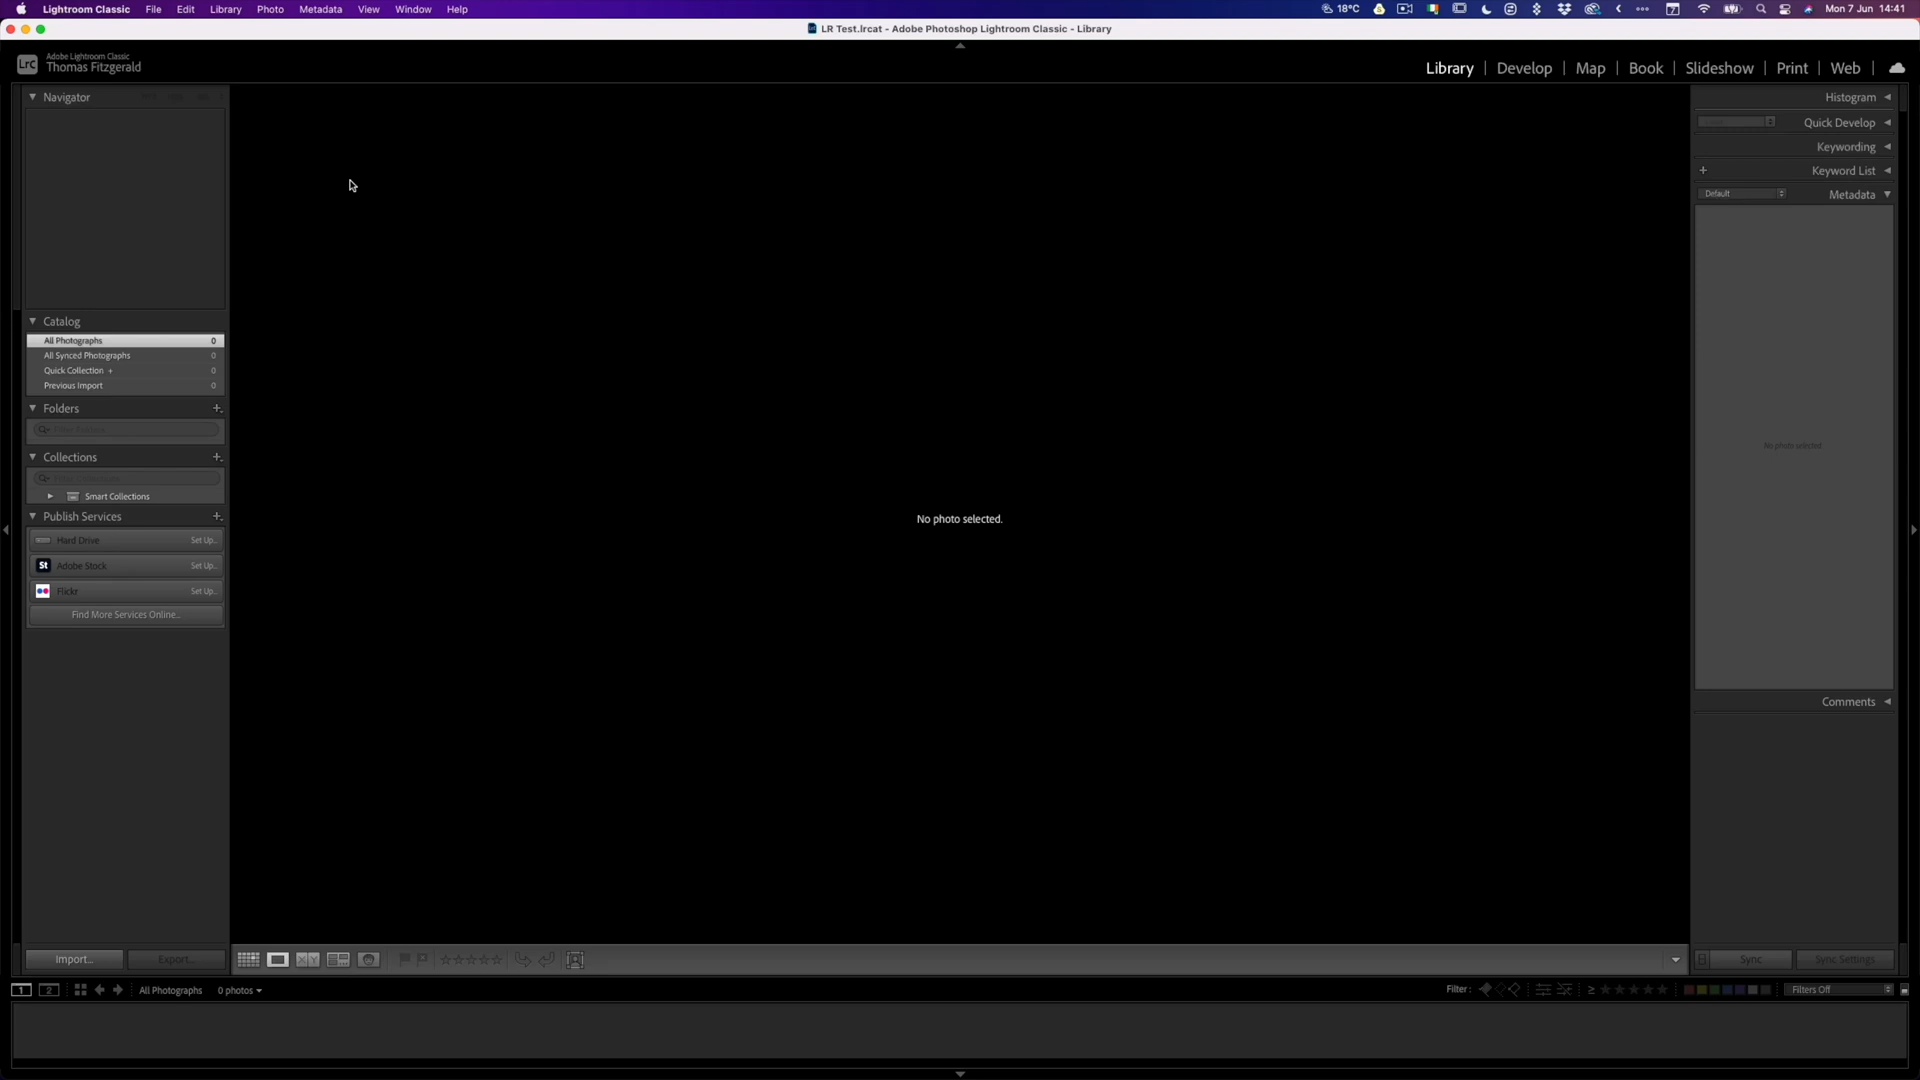 Lightroom Classic File Edit Library Photo Metadata View Window Help 18°C 7 Mon 7 Jun 14:41
LR Test.lrcat - Adobe Photoshop Lightroom Classic - Library
LrC Adobe Lightroom Classic
Thomas Fitzgerald
Library | Develop | Map | Book | Slideshow | Print | Web |
Navigator
Histogram
Quick Develop
Keywording
+ Keyword List
Default Metadata
No photo selected.
Comments
Catalog
All Photographs 0
All Synced Photographs 0
Quick Collection + 0
Previous Import 0
Folders +
Collections +
Smart Collections
Publish Services +
Hard Drive Set Up...
St Adobe Stock Set Up...
Flickr Set Up...
Find More Services Online...
No photo selected.
Import... Export...
XY
Sync Sync Settings
1 2 All Photographs 0 photos
Filter : ≥ Filters Off